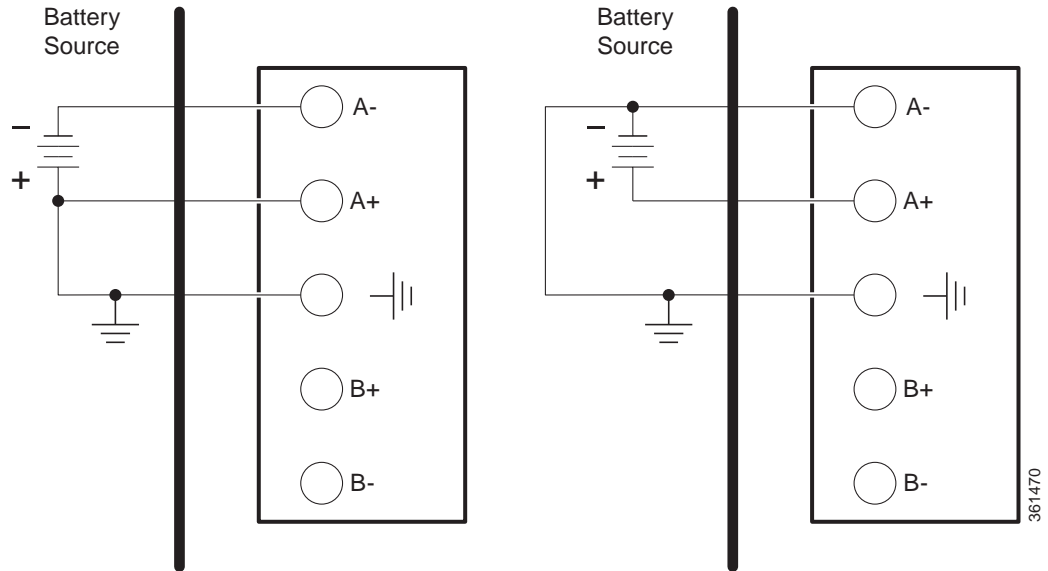 Battery
Source
−
+
A-
A+
B+
B-
Battery
Source
−
+
A-
A+
B+
B-
361470